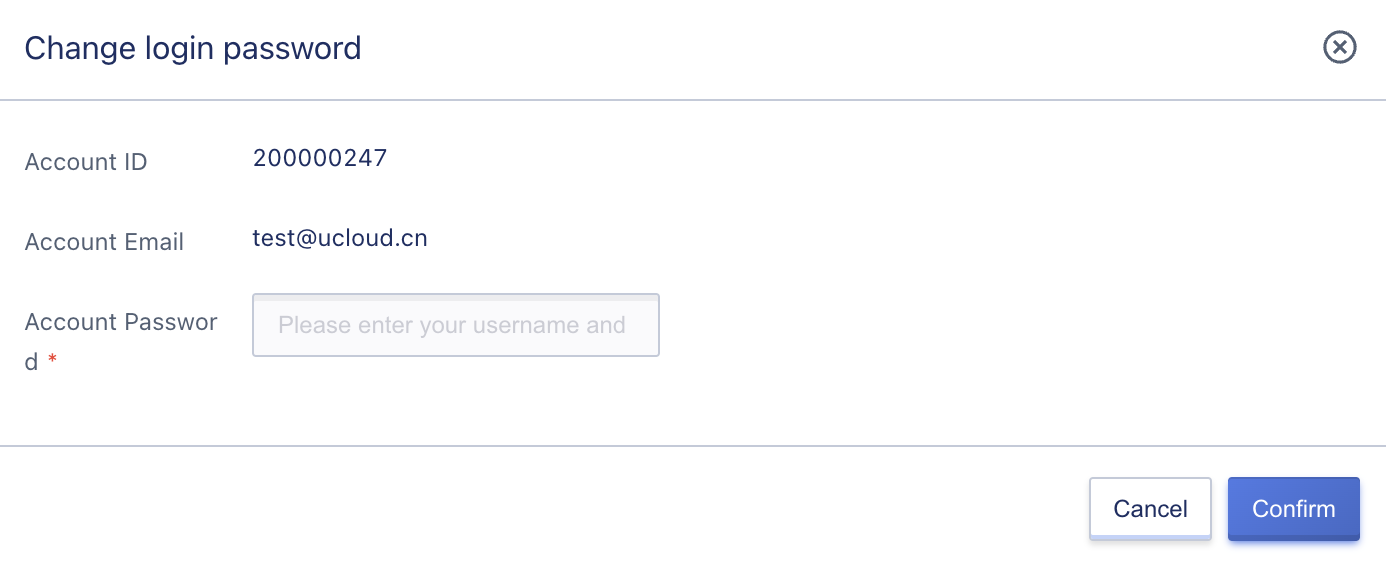 Change login password
Account ID 200000247
Account Email test@ucloud.cn
Account Passwor
d * Please enter your username and
Cancel Confirm